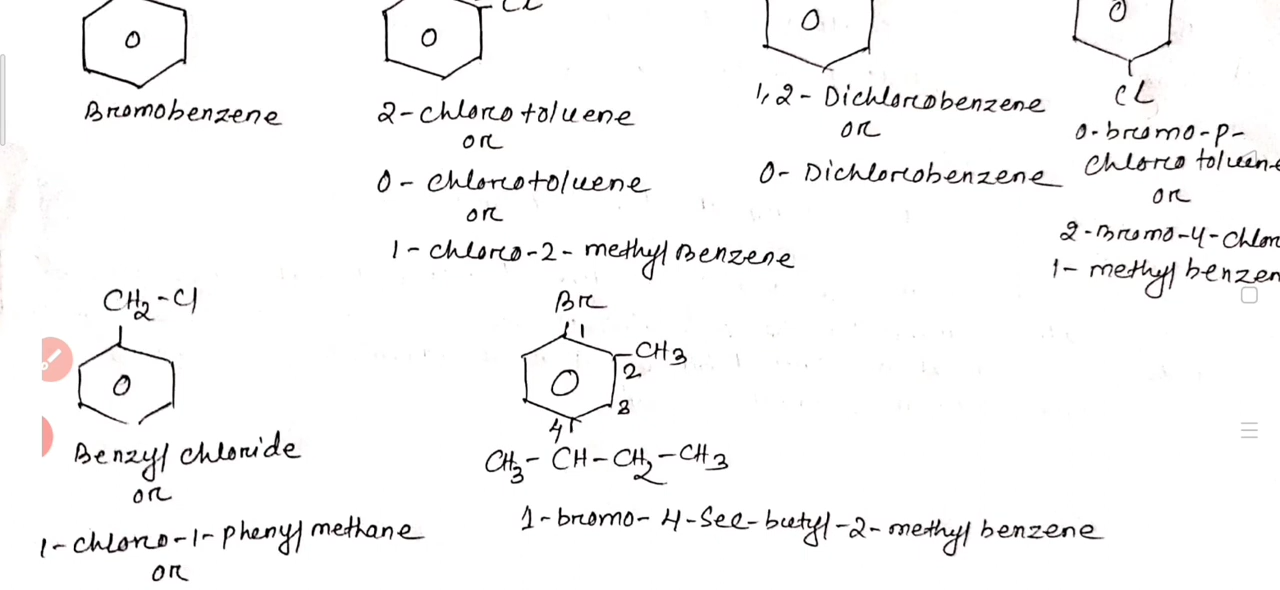 Cl
Bromobenzene
2-chloro toluene
or
o-chlorotoluene
or
1-chloro-2-methyl Benzene
1,2-Dichlorobenzene
or
o-Dichlorobenzene
Cl
o-bromo-p-
chloro toluene
or
2-Bromo-4-chlor
1-methyl benzen
CH2-Cl
Benzyl chloride
or
1-chloro-1-phenyl methane
or
Br
1
CH3
2
3
4
CH3-CH-CH2-CH3
1-bromo-4-Sec-butyl-2-methyl benzene